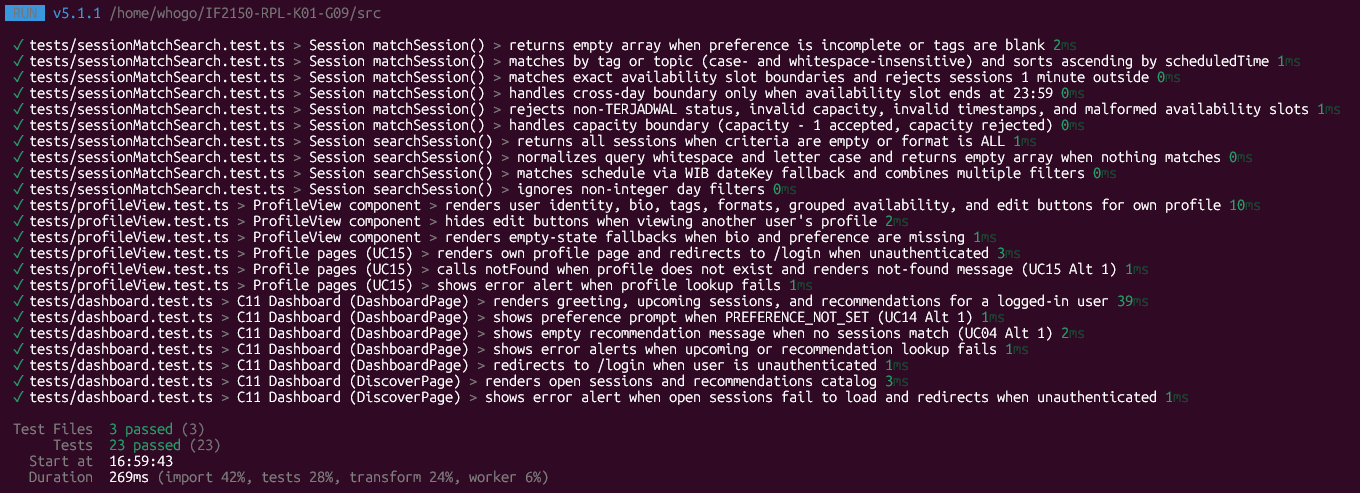 RUN v5.1.1 /home/whogo/IF2150-RPL-K01-G09/src
✓ tests/sessionMatchSearch.test.ts > Session matchSession() > returns empty array when preference is incomplete or tags are blank 2ms
✓ tests/sessionMatchSearch.test.ts > Session matchSession() > matches by tag or topic (case- and whitespace-insensitive) and sorts ascending by scheduledTime 1ms
✓ tests/sessionMatchSearch.test.ts > Session matchSession() > matches exact availability slot boundaries and rejects sessions 1 minute outside 0ms
✓ tests/sessionMatchSearch.test.ts > Session matchSession() > handles cross-day boundary only when availability slot ends at 23:59 0ms
✓ tests/sessionMatchSearch.test.ts > Session matchSession() > rejects non-TERJADWAL status, invalid capacity, invalid timestamps, and malformed availability slots 1ms
✓ tests/sessionMatchSearch.test.ts > Session matchSession() > handles capacity boundary (capacity - 1 accepted, capacity rejected) 0ms
✓ tests/sessionMatchSearch.test.ts > Session searchSession() > returns all sessions when criteria are empty or format is ALL 1ms
✓ tests/sessionMatchSearch.test.ts > Session searchSession() > normalizes query whitespace and letter case and returns empty array when nothing matches 0ms
✓ tests/sessionMatchSearch.test.ts > Session searchSession() > matches schedule via WIB dateKey fallback and combines multiple filters 0ms
✓ tests/sessionMatchSearch.test.ts > Session searchSession() > ignores non-integer day filters 0ms
✓ tests/profileView.test.ts > ProfileView component > renders user identity, bio, tags, formats, grouped availability, and edit buttons for own profile 10ms
✓ tests/profileView.test.ts > ProfileView component > hides edit buttons when viewing another user's profile 2ms
✓ tests/profileView.test.ts > ProfileView component > renders empty-state fallbacks when bio and preference are missing 1ms
✓ tests/profileView.test.ts > Profile pages (UC15) > renders own profile page and redirects to /login when unauthenticated 3ms
✓ tests/profileView.test.ts > Profile pages (UC15) > calls notFound when profile does not exist and renders not-found message (UC15 Alt 1) 1ms
✓ tests/profileView.test.ts > Profile pages (UC15) > shows error alert when profile lookup fails 1ms
✓ tests/dashboard.test.ts > C11 Dashboard (DashboardPage) > renders greeting, upcoming sessions, and recommendations for a logged-in user 39ms
✓ tests/dashboard.test.ts > C11 Dashboard (DashboardPage) > shows preference prompt when PREFERENCE_NOT_SET (UC14 Alt 1) 1ms
✓ tests/dashboard.test.ts > C11 Dashboard (DashboardPage) > shows empty recommendation message when no sessions match (UC04 Alt 1) 2ms
✓ tests/dashboard.test.ts > C11 Dashboard (DashboardPage) > shows error alerts when upcoming or recommendation lookup fails 1ms
✓ tests/dashboard.test.ts > C11 Dashboard (DashboardPage) > redirects to /login when user is unauthenticated 1ms
✓ tests/dashboard.test.ts > C11 Dashboard (DiscoverPage) > renders open sessions and recommendations catalog 3ms
✓ tests/dashboard.test.ts > C11 Dashboard (DiscoverPage) > shows error alert when open sessions fail to load and redirects when unauthenticated 1ms
Test Files 3 passed (3)
Tests 23 passed (23)
Start at 16:59:43
Duration 269ms (import 42%, tests 28%, transform 24%, worker 6%)